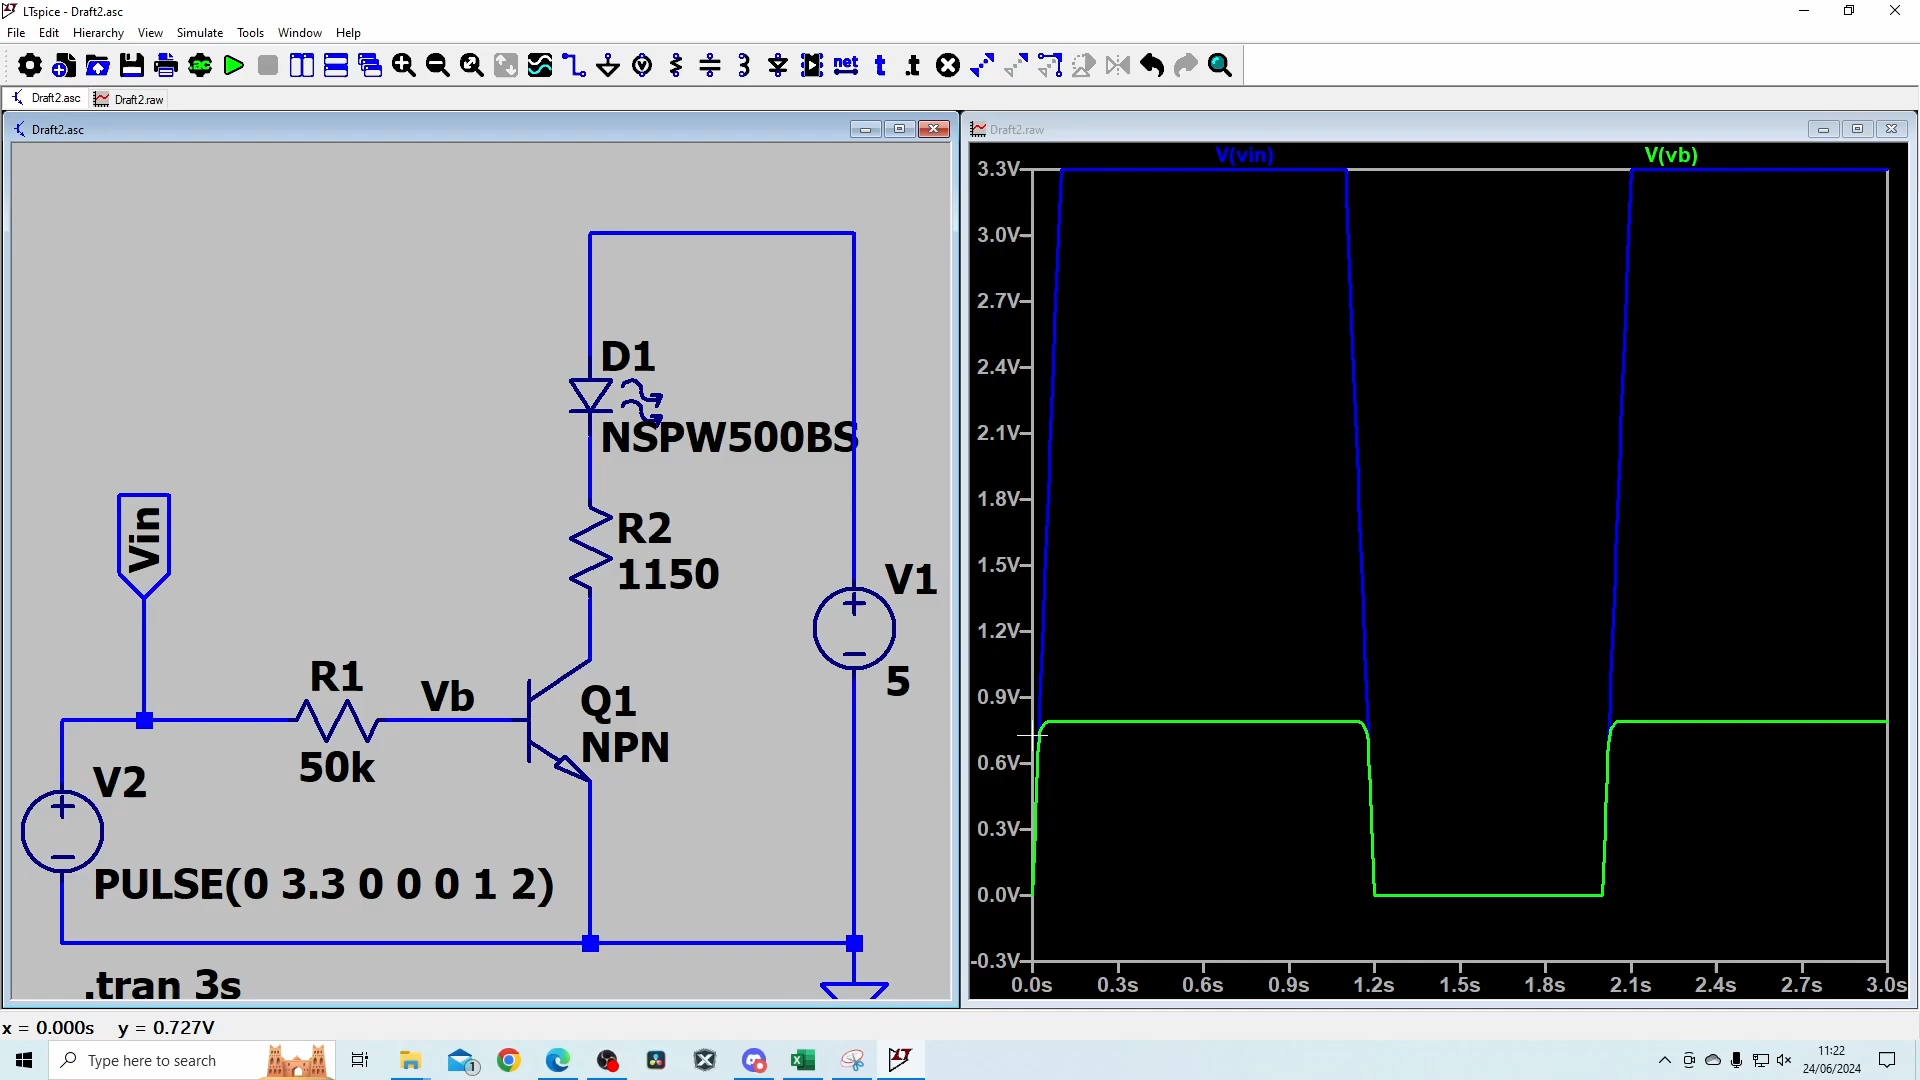 LTspice - Draft2.asc
File Edit Hierarchy View Simulate Tools Window Help
.ac
net t .t
Draft2.asc Draft2.raw
Draft2.asc
D1
NSPW500BS
Vin
R2
1150
V1
5
R1
Vb
50k
Q1
NPN
V2
PULSE(0 3.3 0 0 0 1 2)
.tran 3s
Draft2.raw
V(vin) V(vb)
3.3V
3.0V
2.7V
2.4V
2.1V
1.8V
1.5V
1.2V
0.9V
0.6V
0.3V
0.0V
-0.3V
0.0s 0.3s 0.6s 0.9s 1.2s 1.5s 1.8s 2.1s 2.4s 2.7s 3.0s
x = 0.000s y = 0.727V
Type here to search
1
11:22
24/06/2024